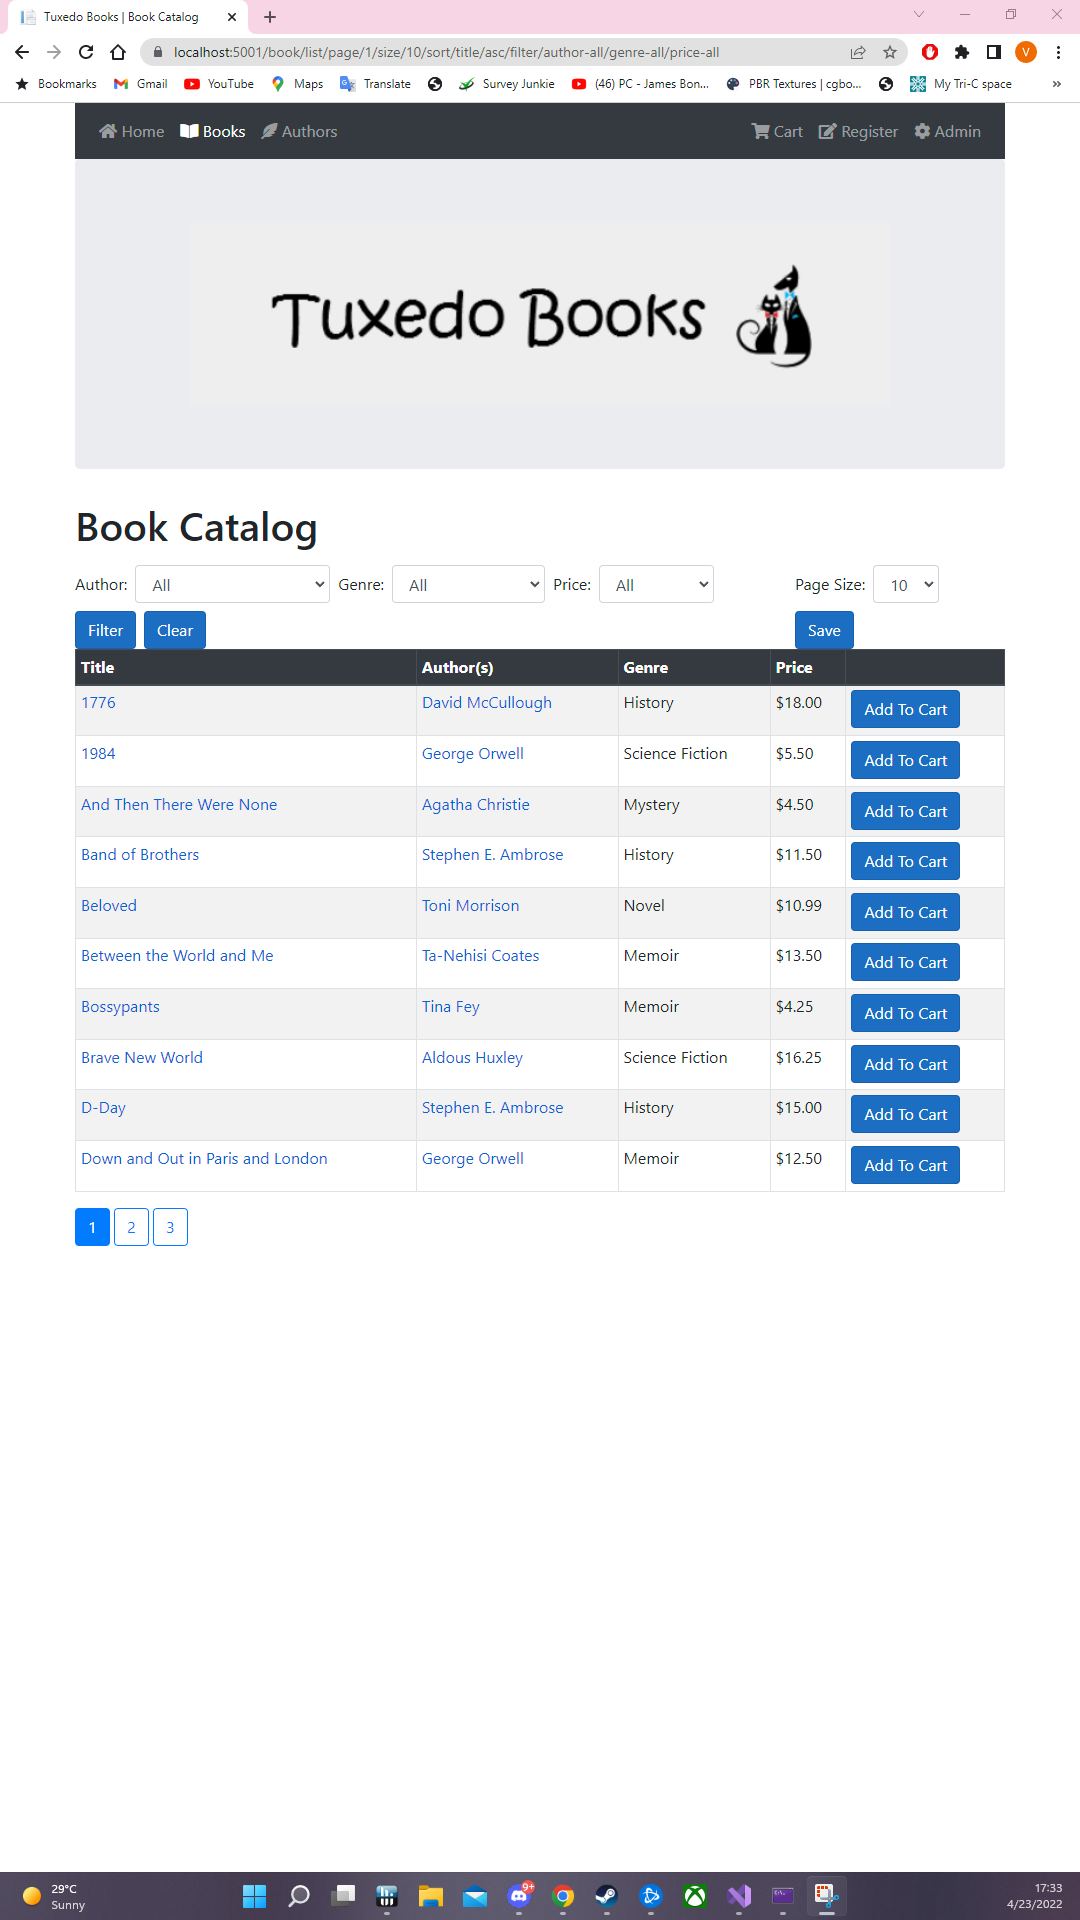 Tuxedo Books | Book Catalog
localhost:5001/book/list/page/1/size/10/sort/title/asc/filter/author-all/genre-all/price-all
V
Bookmarks Gmail YouTube Maps Translate Survey Junkie (46) PC - James Bon... PBR Textures | cgbo... My Tri-C space »
Home Books Authors Cart Register Admin
Tuxedo Books
Book Catalog
Author: All Genre: All Price: All Page Size: 10
Filter Clear Save
Title Author(s) Genre Price
1776 David McCullough History $18.00 Add To Cart
1984 George Orwell Science Fiction $5.50 Add To Cart
And Then There Were None Agatha Christie Mystery $4.50 Add To Cart
Band of Brothers Stephen E. Ambrose History $11.50 Add To Cart
Beloved Toni Morrison Novel $10.99 Add To Cart
Between the World and Me Ta-Nehisi Coates Memoir $13.50 Add To Cart
Bossypants Tina Fey Memoir $4.25 Add To Cart
Brave New World Aldous Huxley Science Fiction $16.25 Add To Cart
D-Day Stephen E. Ambrose History $15.00 Add To Cart
Down and Out in Paris and London George Orwell Memoir $12.50 Add To Cart
1 2 3
29°C
Sunny
9+
17:33
4/23/2022